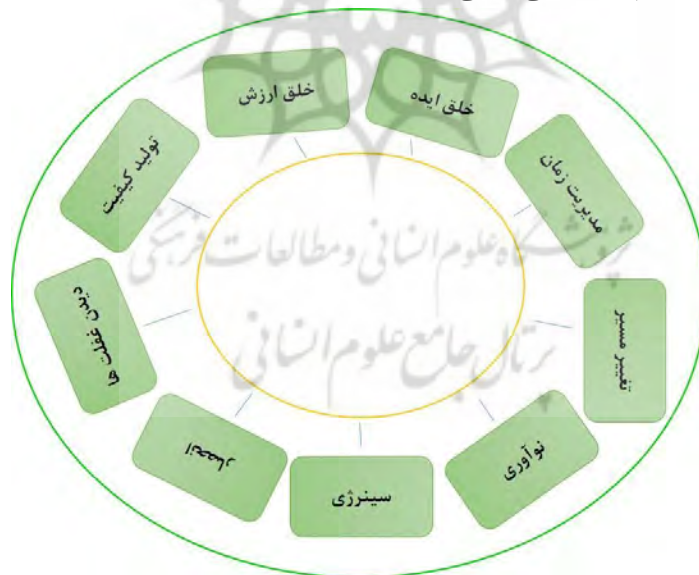 خلق ایده
مدیریت زمان
تغییر مسیر
نوآوری
سینرژی
انحصار
دیدن غفلت ها
تولید کیفیت
خلق ارزش
پژوهشگاه علوم انسانی و مطالعات فرهنگی
پرتال جامع علوم انسانی